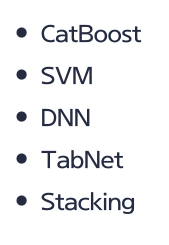 • CatBoost
• SVM
• DNN
• TabNet
• Stacking